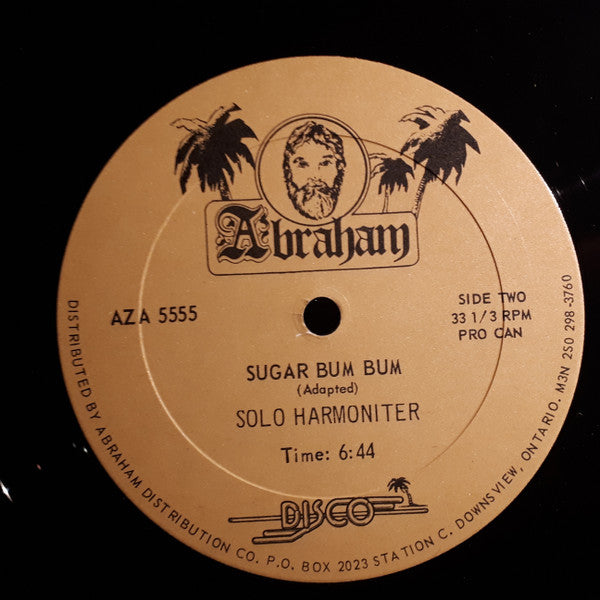 Abraham
AZA 5555
SIDE TWO
33 1/3 RPM
PRO CAN
SUGAR BUM BUM
(Adapted)
SOLO HARMONITER
Time: 6:44
DISCO
DISTRIBUTED BY ABRAHAM DISTRIBUTION CO. P.O. BOX 2023 STATION C. DOWNSVIEW, ONTARIO. M3N 2S0 298-3760